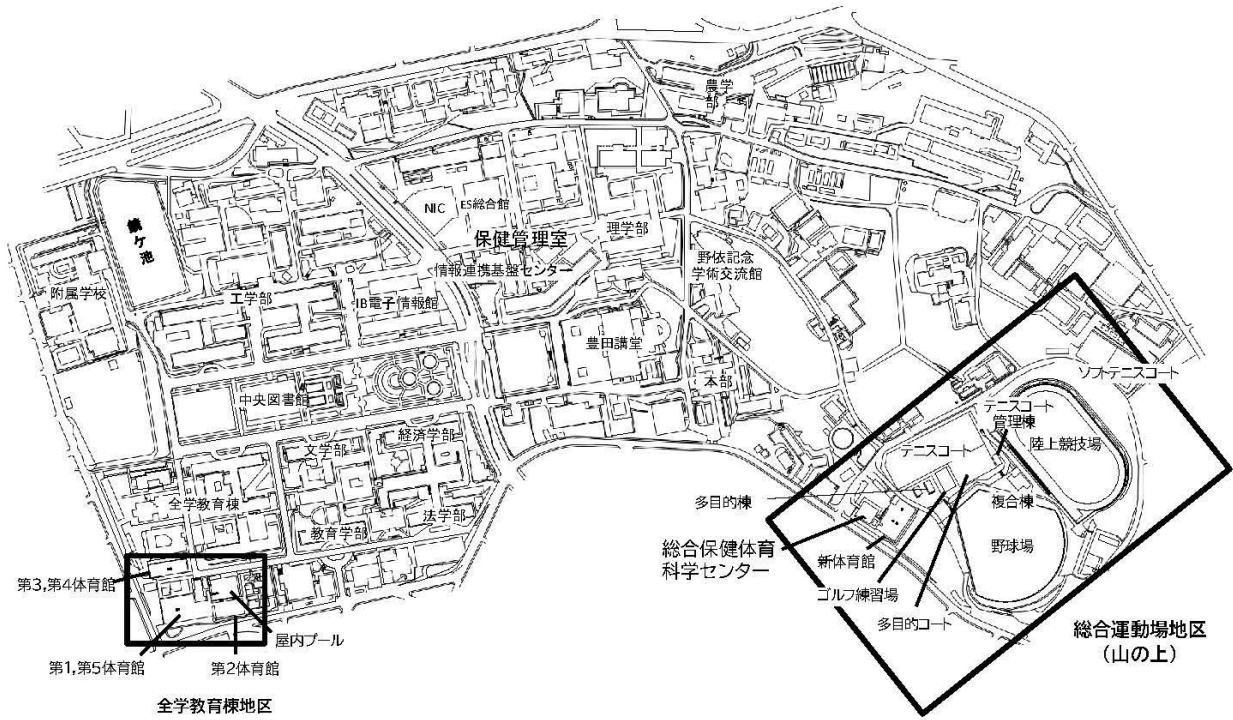 農学
部
NIC
ES総合館
鏡ケ池
保健管理室
理学部
野依記念
学術交流館
附属学校
情報連携基盤センター
工学部
IB電子情報館
豊田講堂
本部
ソフトテニスコート
中央図書館
テニスコート
管理棟
陸上競技場
経済学部
文学部
テニスコート
全学教育棟
多目的棟
複合棟
法学部
教育学部
総合保健体育
科学センター
新体育館
野球場
第3,第4体育館
ゴルフ練習場
多目的コート
屋内プール
総合運動場地区
(山の上)
第1,第5体育館
第2体育館
全学教育棟地区